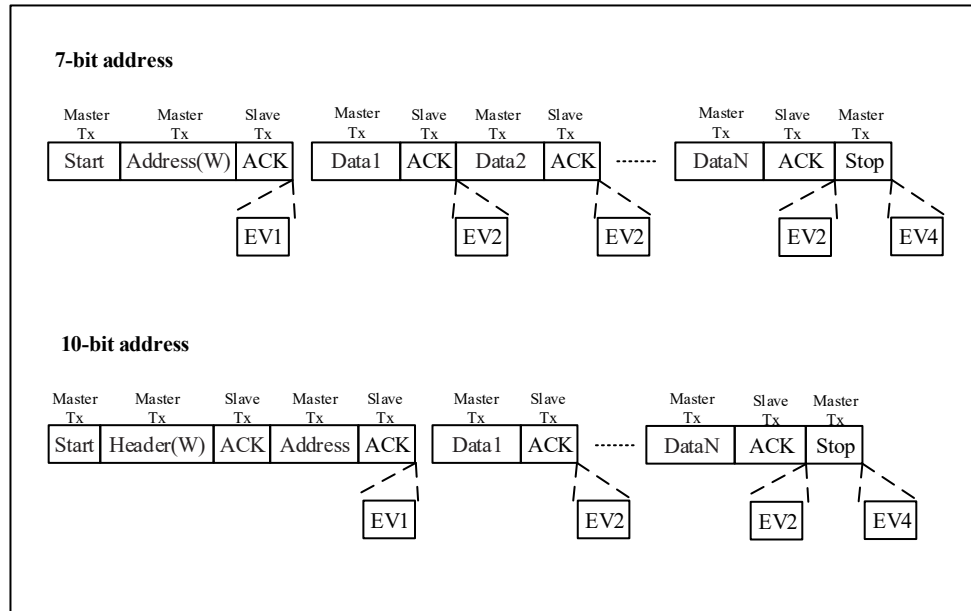 7-bit address
Master Master Slave Master Slave Master Slave Master Slave Master
Tx Tx Tx Tx Tx Tx Tx Tx Tx Tx
Start Address(W) ACK Data1 ACK Data2 ACK DataN ACK Stop
EV1 EV2 EV2 EV2 EV4
10-bit address
Master Master Slave Master Slave Master Slave Master Slave Master
Tx Tx Tx Tx Tx Tx Tx Tx Tx Tx
Start Header(W) ACK Address ACK Data1 ACK DataN ACK Stop
EV1 EV2 EV2 EV4